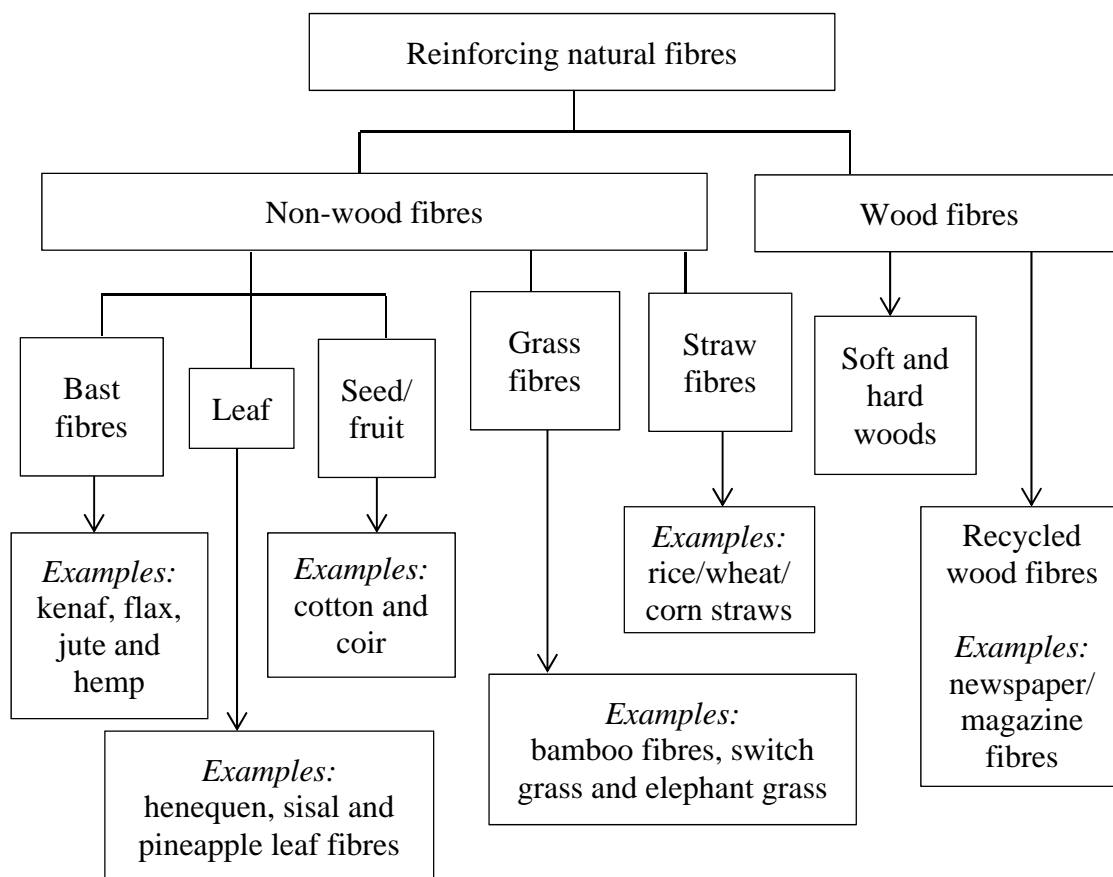 Reinforcing natural fibres
Non-wood fibres
Wood fibres
Bast
fibres
Leaf
Seed/
fruit
Grass
fibres
Straw
fibres
Soft and
hard
woods
Examples:
kenaf, flax,
jute and
hemp
Examples:
henequen, sisal and
pineapple leaf fibres
Examples:
cotton and
coir
Examples:
bamboo fibres, switch
grass and elephant grass
Examples:
rice/wheat/
corn straws
Recycled
wood fibres
Examples:
newspaper/
magazine
fibres